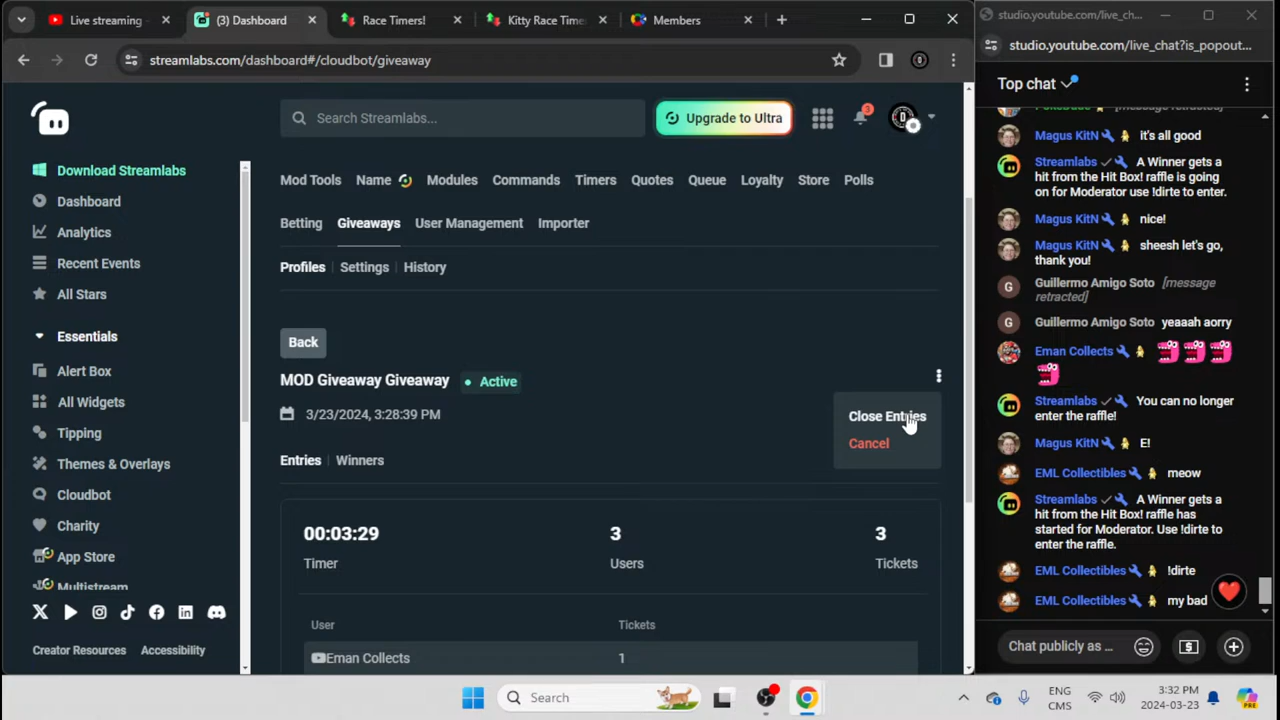 Live streaming
(3) Dashboard
Race Timers!
Kitty Race Time
Members
streamlabs.com/dashboard#/cloudbot/giveaway
Search Streamlabs...
Upgrade to Ultra
3
Download Streamlabs
Dashboard
Analytics
Recent Events
All Stars
Essentials
Alert Box
All Widgets
Tipping
Themes & Overlays
Cloudbot
Charity
App Store
Multistream
Creator Resources
Accessibility
Mod Tools
Name
Modules
Commands
Timers
Quotes
Queue
Loyalty
Store
Polls
Betting
Giveaways
User Management
Importer
Profiles
Settings
History
Back
MOD Giveaway Giveaway
Active
3/23/2024, 3:28:39 PM
Close Entries
Cancel
Entries
Winners
00:03:29
3
3
Timer
Users
Tickets
User
Tickets
Eman Collects
1
studio.youtube.com/live_ch...
studio.youtube.com/live_chat?is_popout...
Top chat
[message retracted]
Magus KitN it's all good
Streamlabs A Winner gets a
hit from the Hit Box! raffle is going
on for Moderator use !dirte to enter.
Magus KitN nice!
Magus KitN sheesh let's go,
thank you!
G
Guillermo Amigo Soto [message
retracted]
G
Guillermo Amigo Soto yeaaah aorry
Eman Collects
Streamlabs You can no longer
enter the raffle!
Magus KitN E!
EML Collectibles meow
Streamlabs A Winner gets a
hit from the Hit Box! raffle has
started for Moderator. Use !dirte to
enter the raffle.
EML Collectibles !dirte
EML Collectibles my bad
Chat publicly as ...
Search
ENG
CMS
3:32 PM
2024-03-23
PRE